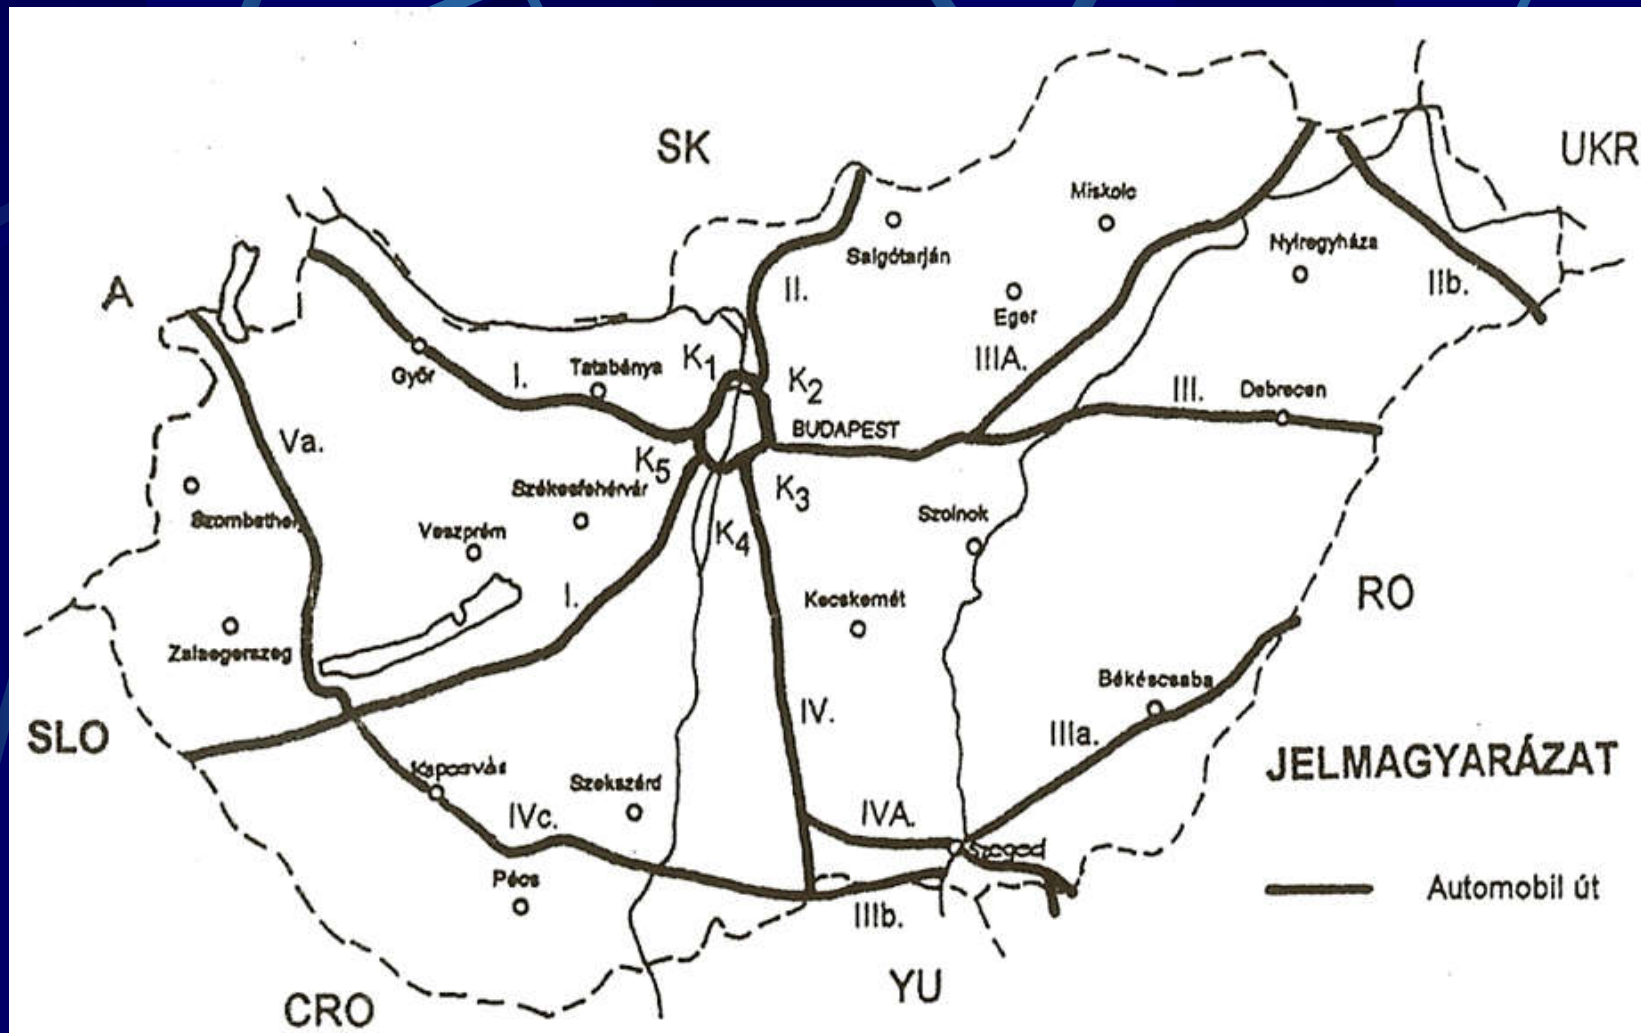 SK
UKR
Miskolc
Salgótarján
Nyíregyháza
A
II.
IIb.
Eger
K1
IIIA.
Győr
I.
Tatabánya
K2
III.
Debrecen
Va.
BUDAPEST
K5
Székesfehérvár
K3
Szombathely
Veszprém
K4
Szolnok
I.
Kecskemét
RO
Zalaegerszeg
Békéscsaba
SLO
IV.
IIIa.
JELMAGYARÁZAT
Kaposvár
Szekszárd
IVc.
IVA.
Szeged
Pécs
IIIb.
Automobil út
YU
CRO